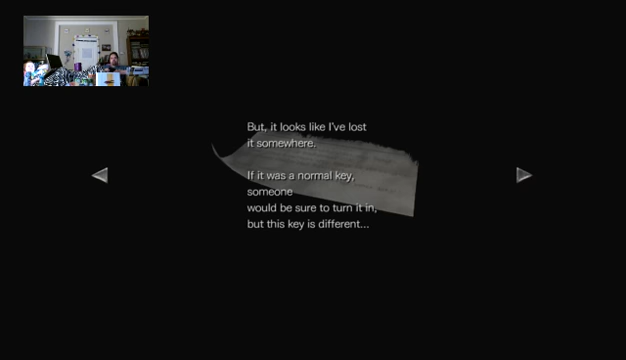 But, it looks like I've lost
it somewhere.
If it was a normal key,
someone
would be sure to turn it in,
but this key is different...